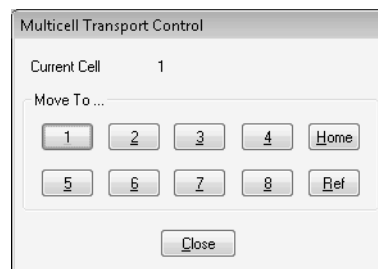 Multicell Transport Control
Current Cell 1
Move To ...
1 2 3 4 Home
5 6 7 8 Ref
Close